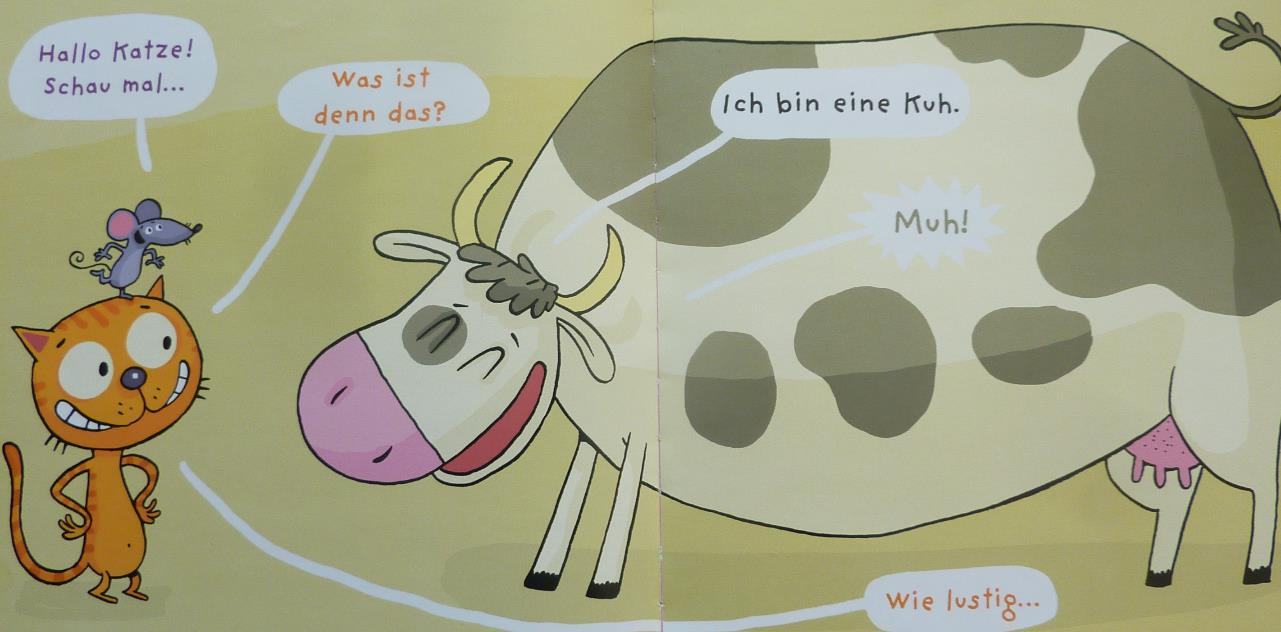 Hallo Katze!
Schau mal...
Was ist
denn das?
Ich bin eine Kuh.
Muh!
Wie lustig...